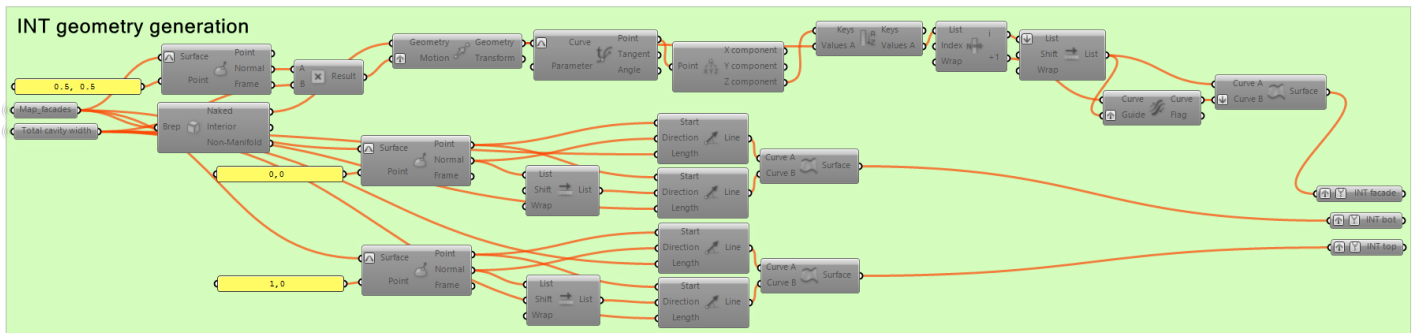 INT geometry generation
0.5, 0.5
Map_facades
Total cavity width
Surface Point
Point Normal
Frame
A Result
B
Brep Naked
Interior
Non-Manifold
Geometry Geometry
Motion Transform
Curve Point
Parameter Tangent
Angle
Point X component
Y component
Z component
Keys Keys
Values A Values A
List i
Index
Wrap +1
List
Shift List
Wrap
Curve Curve
Guide Flag
Curve A Surface
Curve B
0,0
Surface Point
Point Normal
Frame
List
Shift List
Wrap
Start
Direction Line
Length
Start
Direction Line
Length
Curve A Surface
Curve B
1,0
Surface Point
Point Normal
Frame
List
Shift List
Wrap
Start
Direction Line
Length
Start
Direction Line
Length
Curve A Surface
Curve B
INT facade
INT bot
INT top